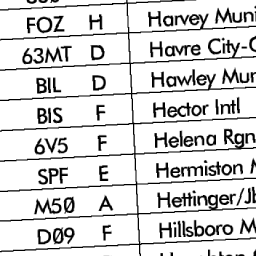 FOZ H Harvey Muni
63MT D Havre City-C
BIL D Hawley Mun
BIS F Hector Intl
6V5 F Helena Rgn
SPF E Hermiston M
M50 A Hettinger/Jb
D09 F Hillsboro M